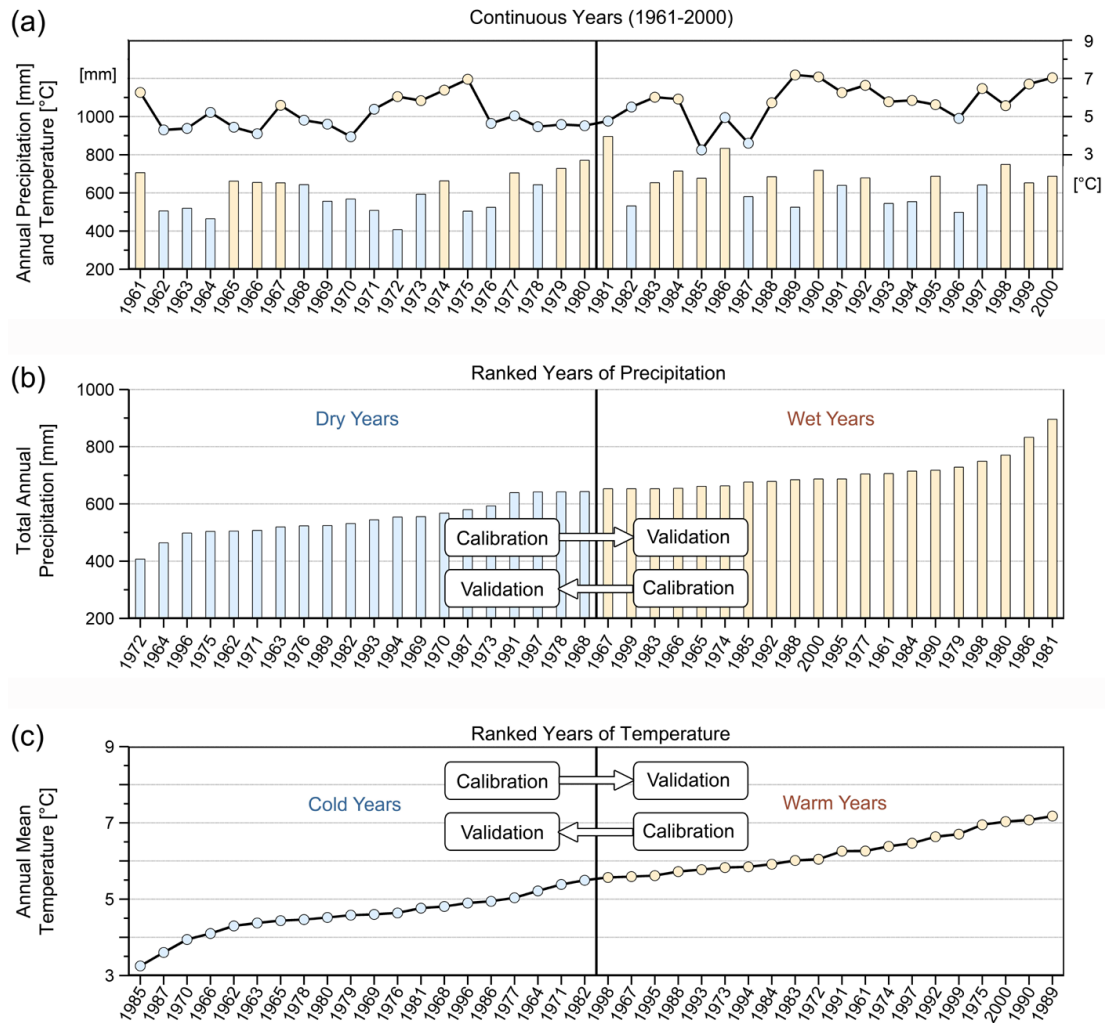 (a)
Continuous Years (1961-2000)
Annual Precipitation [mm]
and Temperature [°C]
[mm]
1000
800
600
400
200
9
7
5
3
[°C]
1961 1962 1963 1964 1965 1966 1967 1968 1969 1970 1971 1972 1973 1974 1975 1976 1977 1978 1979 1980 1981 1982 1983 1984 1985 1986 1987 1988 1989 1990 1991 1992 1993 1994 1995 1996 1997 1998 1999 2000
(b)
Ranked Years of Precipitation
Total Annual
Precipitation [mm]
1000
800
600
400
200
Dry Years
Wet Years
Calibration
Validation
Validation
Calibration
1972 1964 1996 1975 1962 1971 1963 1976 1989 1982 1993 1994 1969 1970 1987 1973 1991 1997 1978 1968 1967 1999 1983 1966 1965 1974 1985 1992 1988 2000 1995 1977 1961 1984 1990 1979 1998 1980 1986 1981
(c)
Ranked Years of Temperature
Annual Mean
Temperature [°C]
9
7
5
3
Calibration
Validation
Cold Years
Warm Years
Validation
Calibration
1985 1987 1970 1966 1962 1963 1965 1978 1980 1979 1969 1976 1981 1968 1996 1986 1977 1964 1971 1982 1998 1967 1995 1988 1993 1973 1994 1984 1983 1972 1991 1961 1974 1997 1992 1999 1975 2000 1990 1989